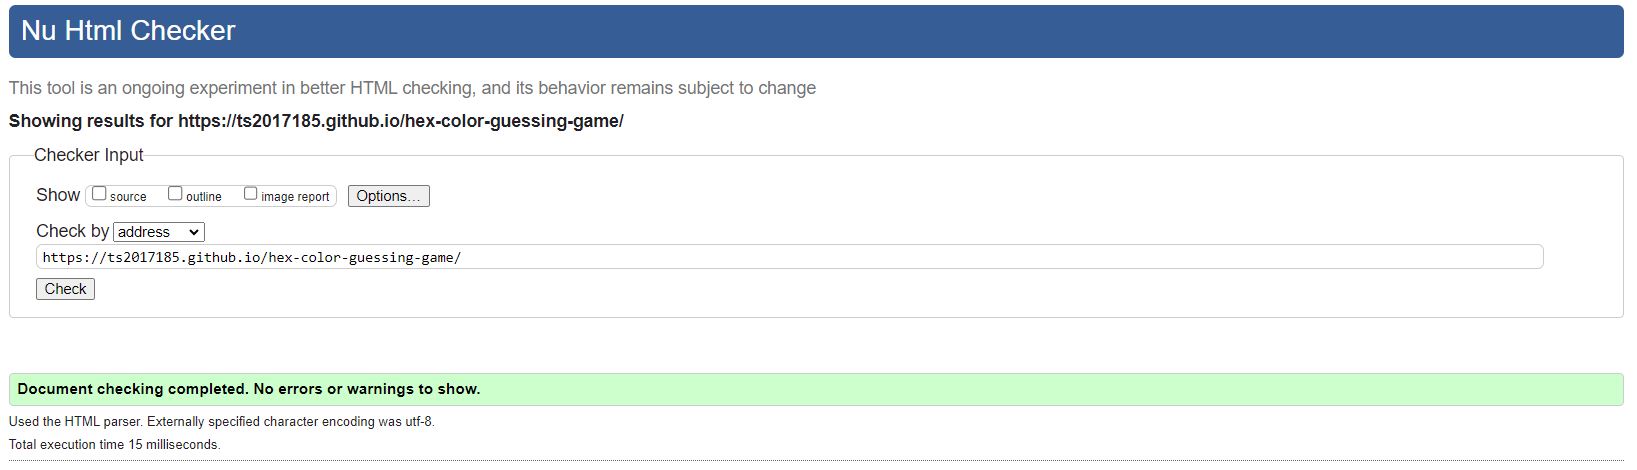 Nu Html Checker
This tool is an ongoing experiment in better HTML checking, and its behavior remains subject to change
Showing results for https://ts2017185.github.io/hex-color-guessing-game/
Checker Input
Show source outline image report Options...
Check by address
https://ts2017185.github.io/hex-color-guessing-game/
Check
Document checking completed. No errors or warnings to show.
Used the HTML parser. Externally specified character encoding was utf-8.
Total execution time 15 milliseconds.